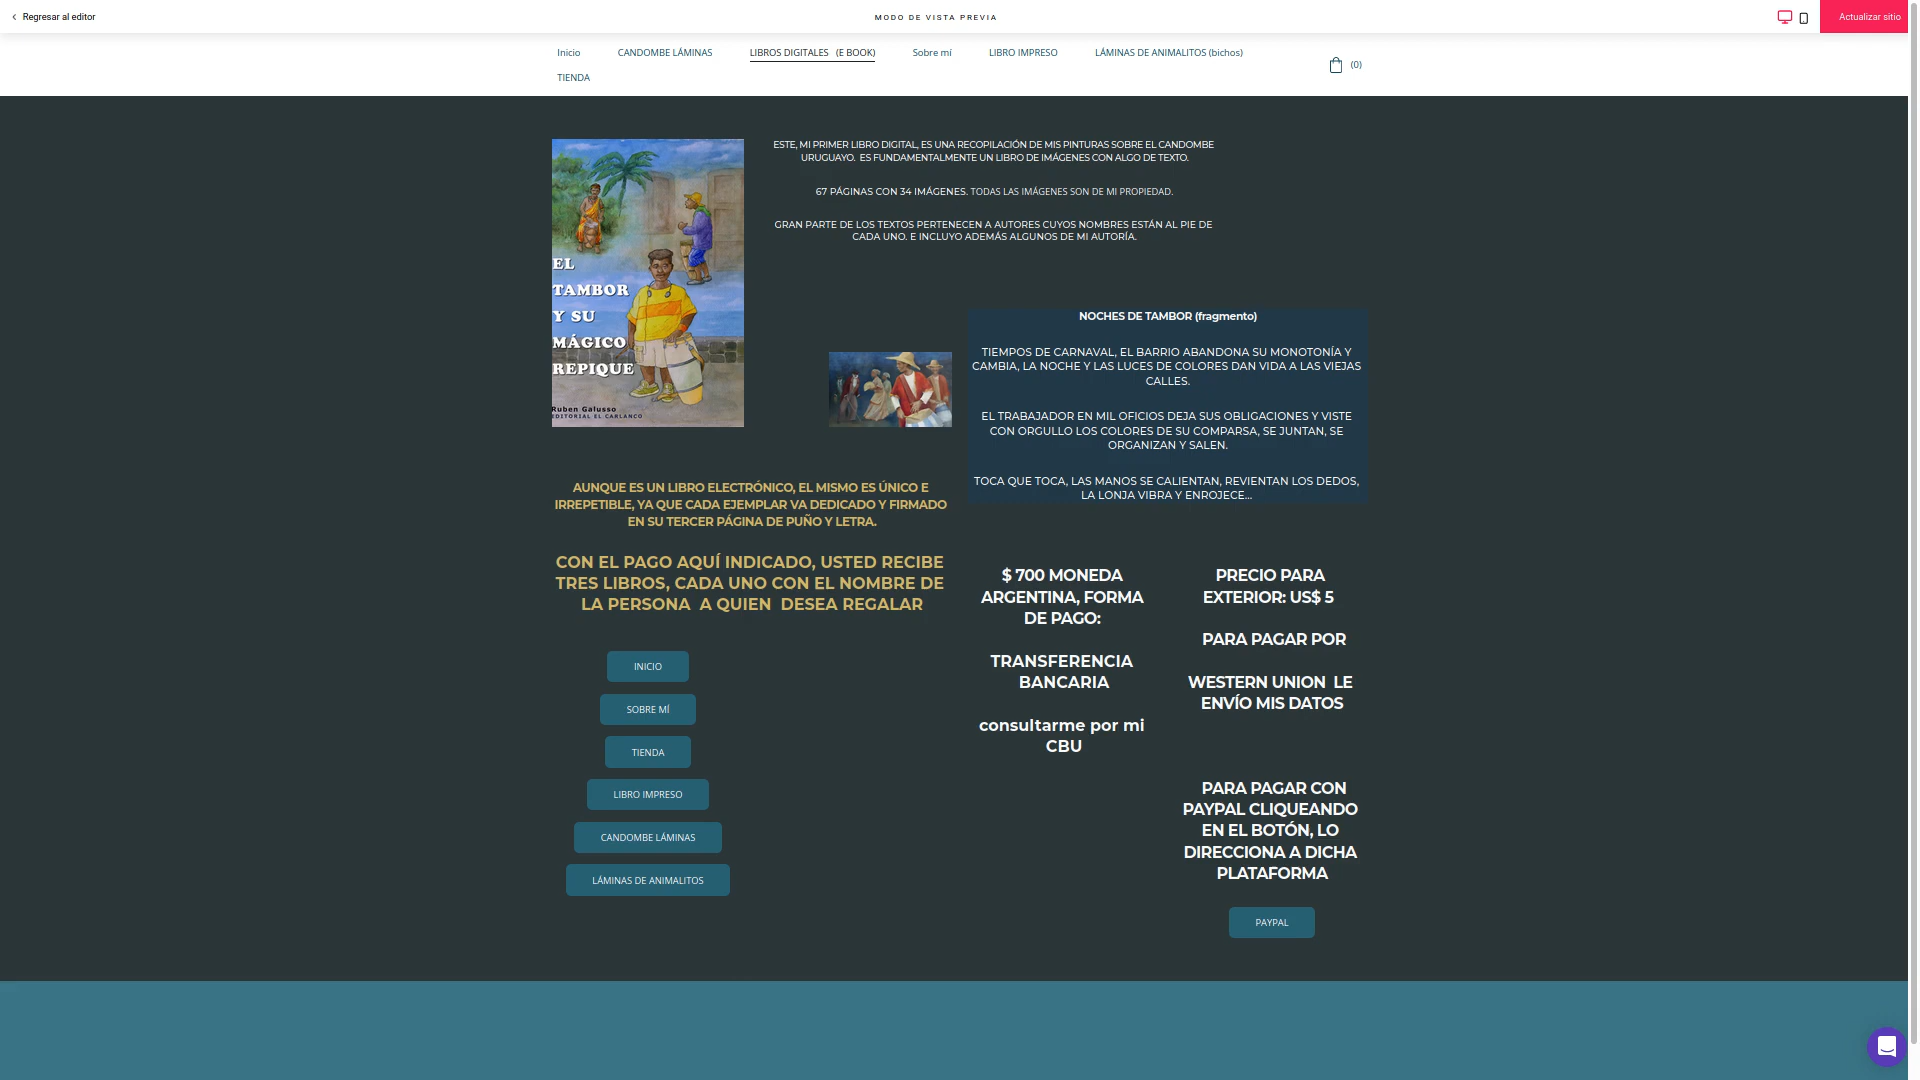 Regresar al editor
MODO DE VISTA PREVIA
Actualizar sitio
Inicio
CANDOMBE LÁMINAS
LIBROS DIGITALES (E BOOK)
Sobre mí
LIBRO IMPRESO
LÁMINAS DE ANIMALITOS (bichos)
TIENDA
(0)
EL
TAMBOR
Y SU
MÁGICO
REPIQUE
Ruben Galusso
EDITORIAL EL CARLANCO
ESTE, MI PRIMER LIBRO DIGITAL, ES UNA RECOPILACIÓN DE MIS PINTURAS SOBRE EL CANDOMBE
URUGUAYO. ES FUNDAMENTALMENTE UN LIBRO DE IMÁGENES CON ALGO DE TEXTO.
67 PÁGINAS CON 34 IMÁGENES. TODAS LAS IMÁGENES SON DE MI PROPIEDAD.
GRAN PARTE DE LOS TEXTOS PERTENECEN A AUTORES CUYOS NOMBRES ESTÁN AL PIE DE
CADA UNO. E INCLUYO ADEMÁS ALGUNOS DE MI AUTORÍA.
NOCHES DE TAMBOR (fragmento)
TIEMPOS DE CARNAVAL, EL BARRIO ABANDONA SU MONOTONÍA Y
CAMBIA, LA NOCHE Y LAS LUCES DE COLORES DAN VIDA A LAS VIEJAS
CALLES.
EL TRABAJADOR EN MIL OFICIOS DEJA SUS OBLIGACIONES Y VISTE
CON ORGULLO LOS COLORES DE SU COMPARSA, SE JUNTAN, SE
ORGANIZAN Y SALEN.
TOCA QUE TOCA, LAS MANOS SE CALIENTAN, REVIENTAN LOS DEDOS,
LA LONJA VIBRA Y ENROJECE...
AUNQUE ES UN LIBRO ELECTRÓNICO, EL MISMO ES ÚNICO E
IRREPETIBLE, YA QUE CADA EJEMPLAR VA DEDICADO Y FIRMADO
EN SU TERCER PÁGINA DE PUÑO Y LETRA.
CON EL PAGO AQUÍ INDICADO, USTED RECIBE
TRES LIBROS, CADA UNO CON EL NOMBRE DE
LA PERSONA A QUIEN DESEA REGALAR
INICIO
SOBRE MÍ
TIENDA
LIBRO IMPRESO
CANDOMBE LÁMINAS
LÁMINAS DE ANIMALITOS
$ 700 MONEDA
ARGENTINA, FORMA
DE PAGO:
TRANSFERENCIA
BANCARIA
consultarme por mi
CBU
PRECIO PARA
EXTERIOR: US$ 5
PARA PAGAR POR
WESTERN UNION LE
ENVÍO MIS DATOS
PARA PAGAR CON
PAYPAL CLIQUEANDO
EN EL BOTÓN, LO
DIRECCIONA A DICHA
PLATAFORMA
PAYPAL